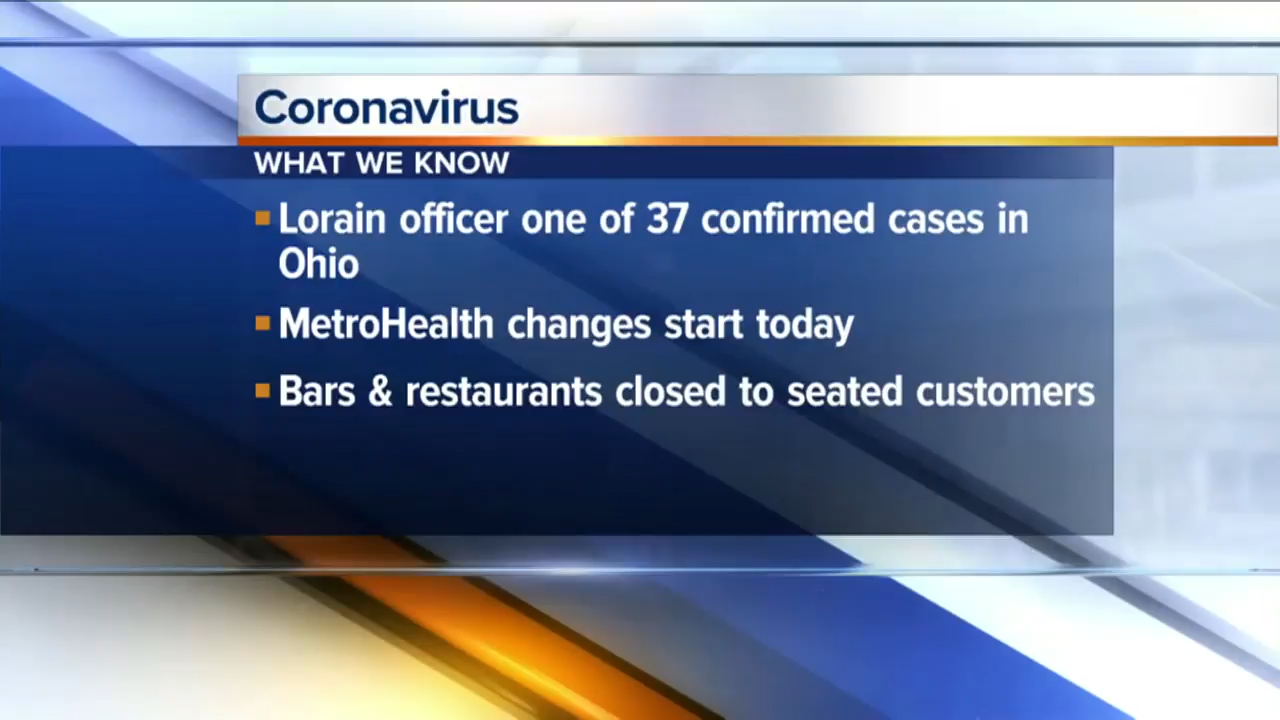 Coronavirus
WHAT WE KNOW
Lorain officer one of 37 confirmed cases in
Ohio
MetroHealth changes start today
Bars & restaurants closed to seated customers